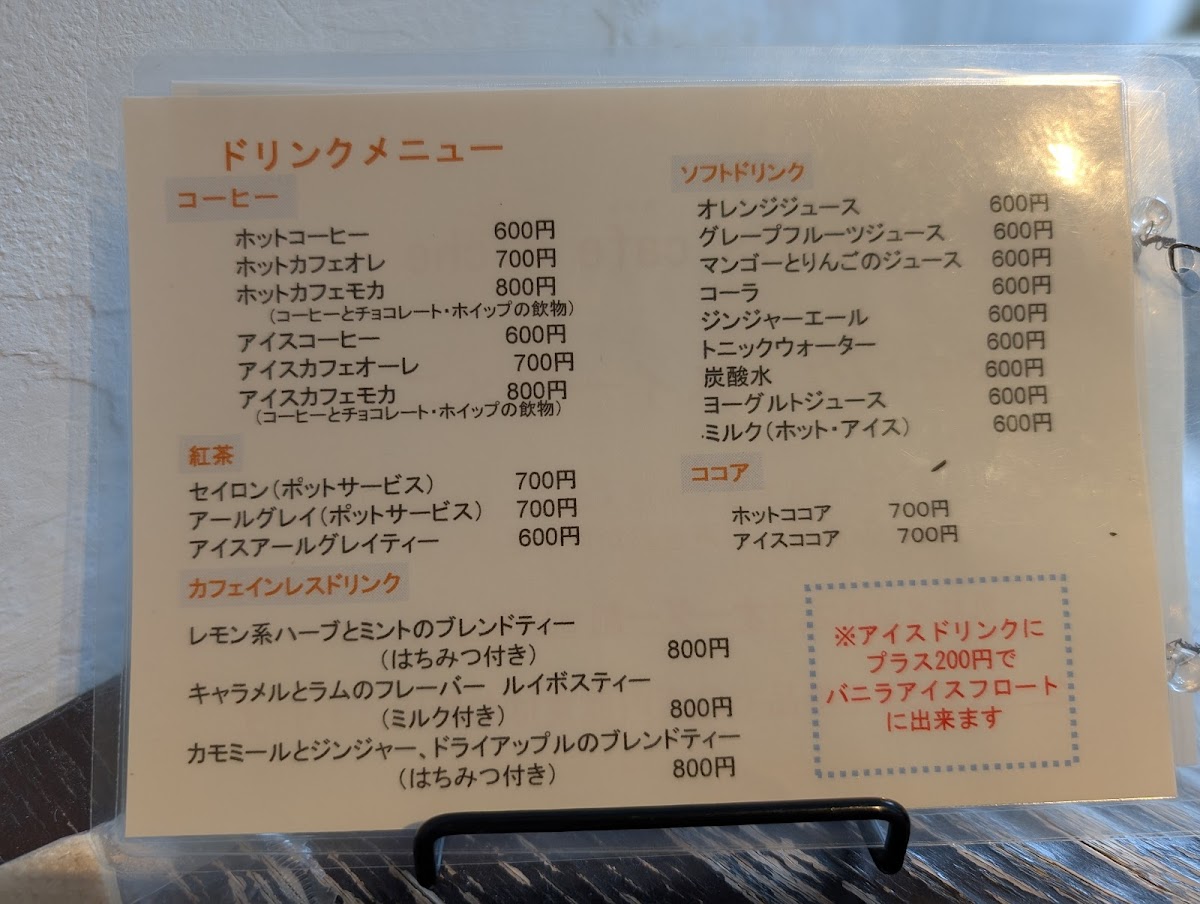 ドリンクメニュー
コーヒー
ホットコーヒー 600円
ホットカフェオレ 700円
ホットカフェモカ 800円
(コーヒーとチョコレート・ホイップの飲物)
アイスコーヒー 600円
アイスカフェオーレ 700円
アイスカフェモカ 800円
(コーヒーとチョコレート・ホイップの飲物)
紅茶
セイロン(ポットサービス) 700円
アールグレイ(ポットサービス) 700円
アイスアールグレイティー 600円
カフェインレスドリンク
レモン系ハーブとミントのブレンドティー
(はちみつ付き) 800円
キャラメルとラムのフレーバー ルイボスティー
(ミルク付き) 800円
カモミールとジンジャー、ドライアップルのブレンドティー
(はちみつ付き) 800円
ソフトドリンク
オレンジジュース 600円
グレープフルーツジュース 600円
マンゴーとりんごのジュース 600円
コーラ 600円
ジンジャーエール 600円
トニックウォーター 600円
炭酸水 600円
ヨーグルトジュース 600円
ミルク(ホット・アイス) 600円
ココア
ホットココア 700円
アイスココア 700円
※アイスドリンクに
プラス200円で
バニラアイスフロート
に出来ます